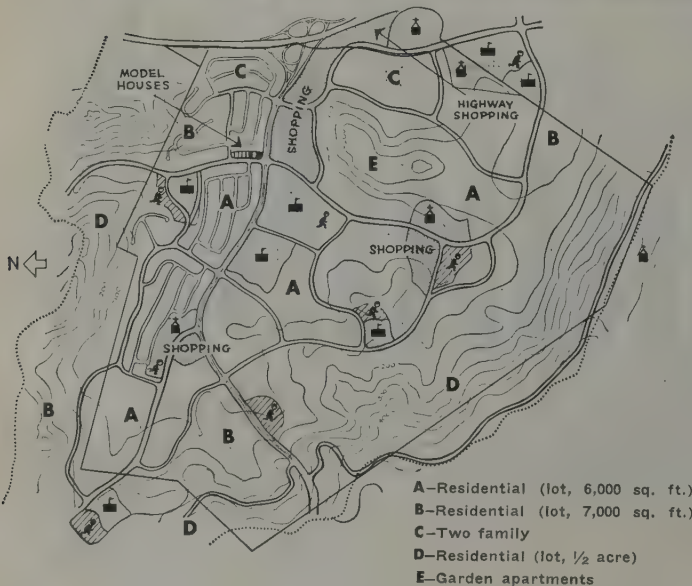 C
C
MODEL
HOUSES
SHOPPING
HIGHWAY
SHOPPING
B
B
E
A
A
D
SHOPPING
N
A
SHOPPING
D
B
A
B
D
A—Residential (lot, 6,000 sq. ft.)
B—Residential (lot, 7,000 sq. ft.)
C—Two family
D—Residential (lot, ½ acre)
E—Garden apartments